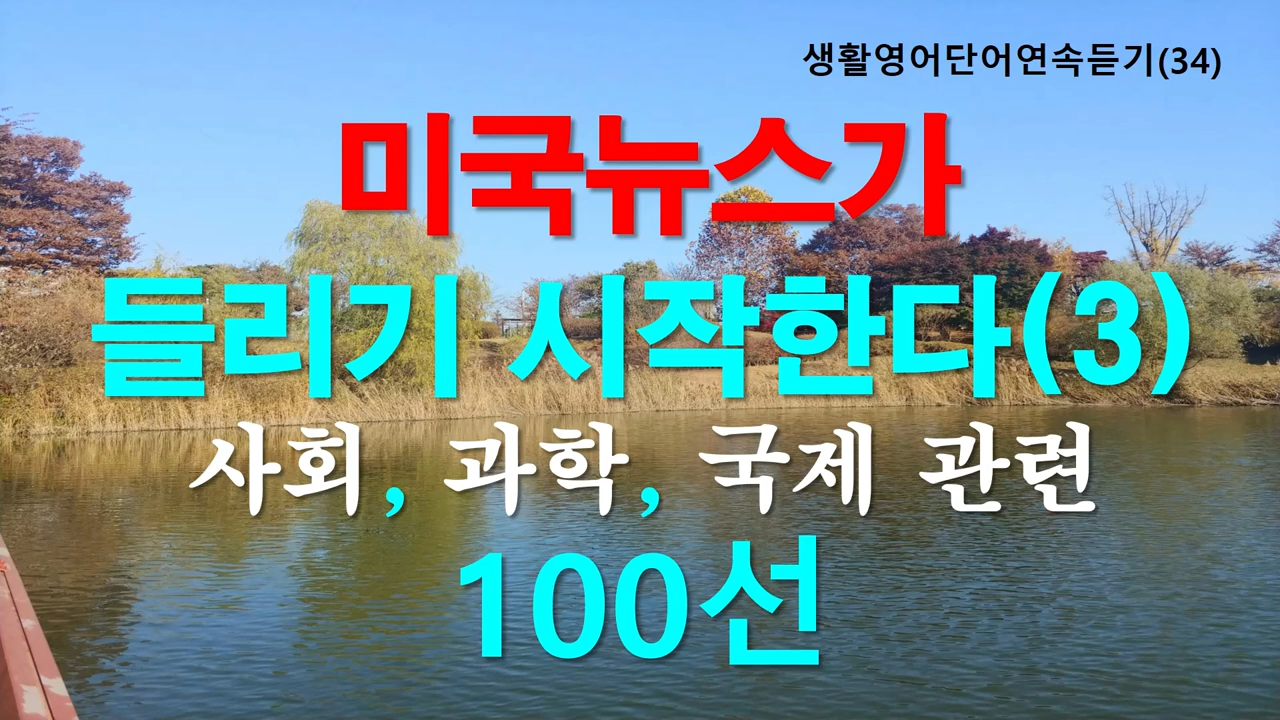 생활영어단어연속듣기(34)
미국뉴스가
들리기 시작한다(3)
사회, 과학, 국제 관련
100선